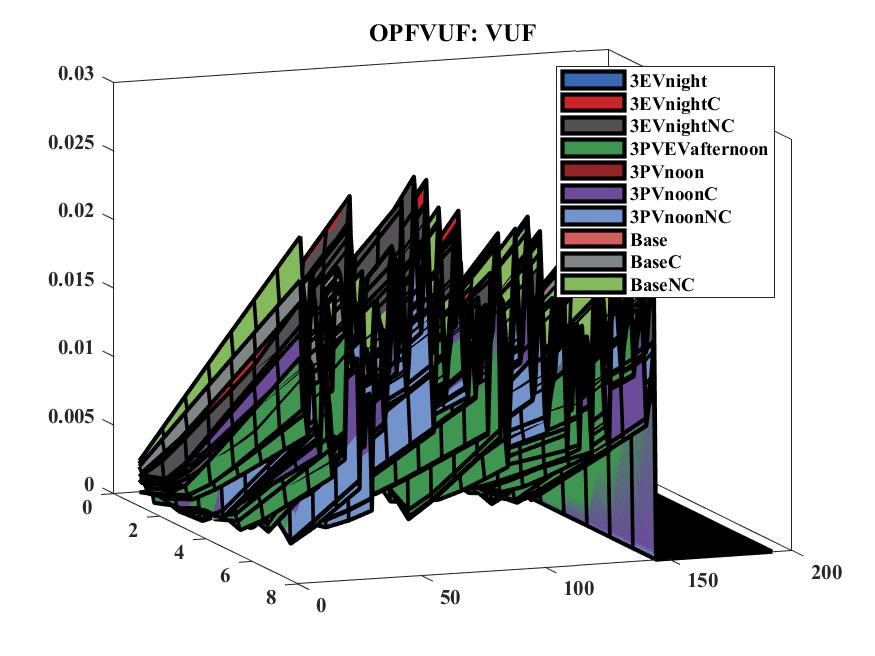 OPFVUF: VUF
0.03
0.025
0.02
0.015
0.01
0.005
0
0
2
4
6
8
0
50
100
150
200
3EVnight
3EVnightC
3EVnightNC
3PVEVafternoon
3PVnoon
3PVnoonC
3PVnoonNC
Base
BaseC
BaseNC